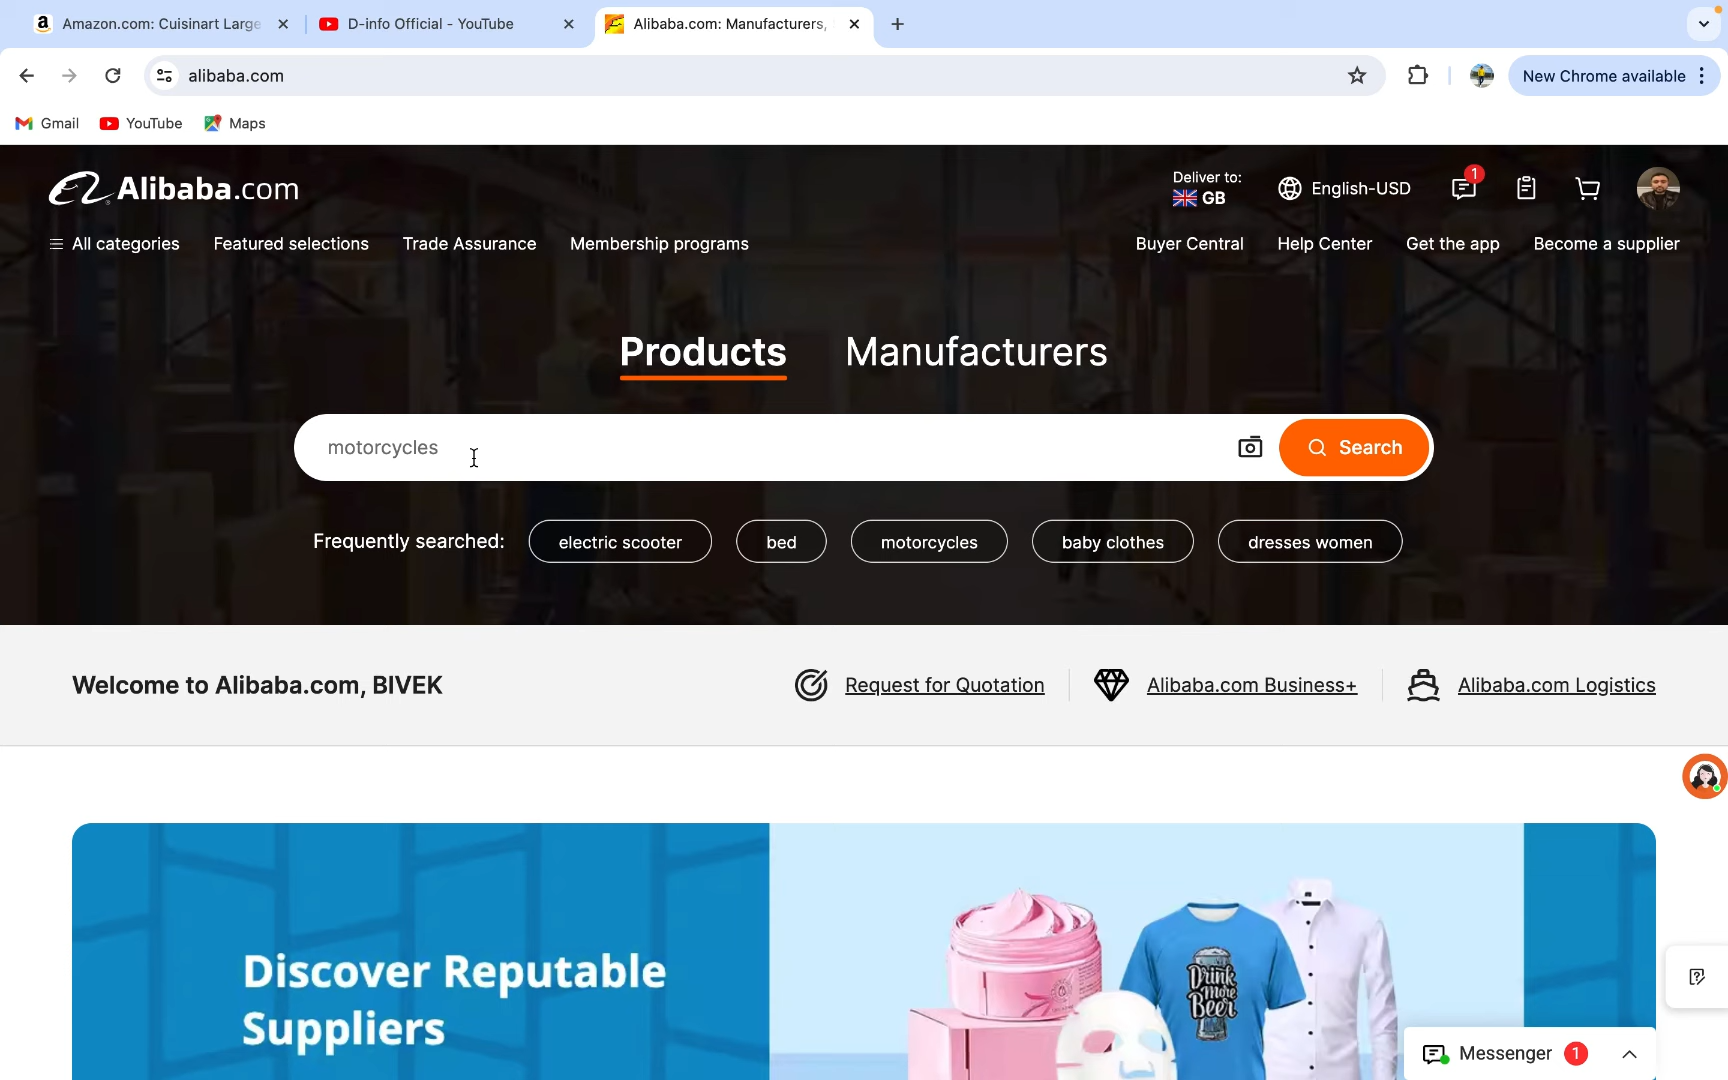 Amazon.com: Cuisinart Large
D-info Official - YouTube
Alibaba.com: Manufacturers,
alibaba.com
New Chrome available
Gmail YouTube Maps
Alibaba.com
Deliver to:
GB
English-USD
1
All categories Featured selections Trade Assurance Membership programs
Buyer Central Help Center Get the app Become a supplier
Products Manufacturers
motorcycles
Search
Frequently searched: electric scooter bed motorcycles baby clothes dresses women
Welcome to Alibaba.com, BIVEK
Request for Quotation Alibaba.com Business+ Alibaba.com Logistics
Discover Reputable
Suppliers
Drink
More
Beer
Messenger 1